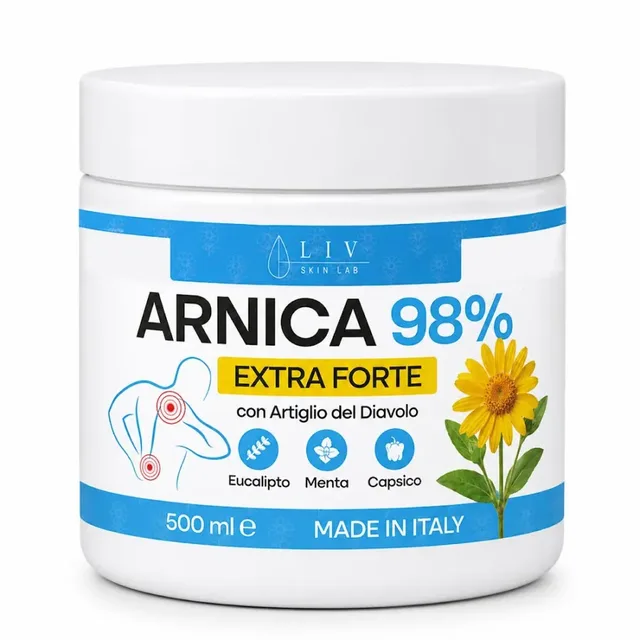 LIV
SKIN LAB
ARNICA 98%
EXTRA FORTE
con Artiglio del Diavolo
Eucalipto Menta Capsico
500 ml ℮ MADE IN ITALY